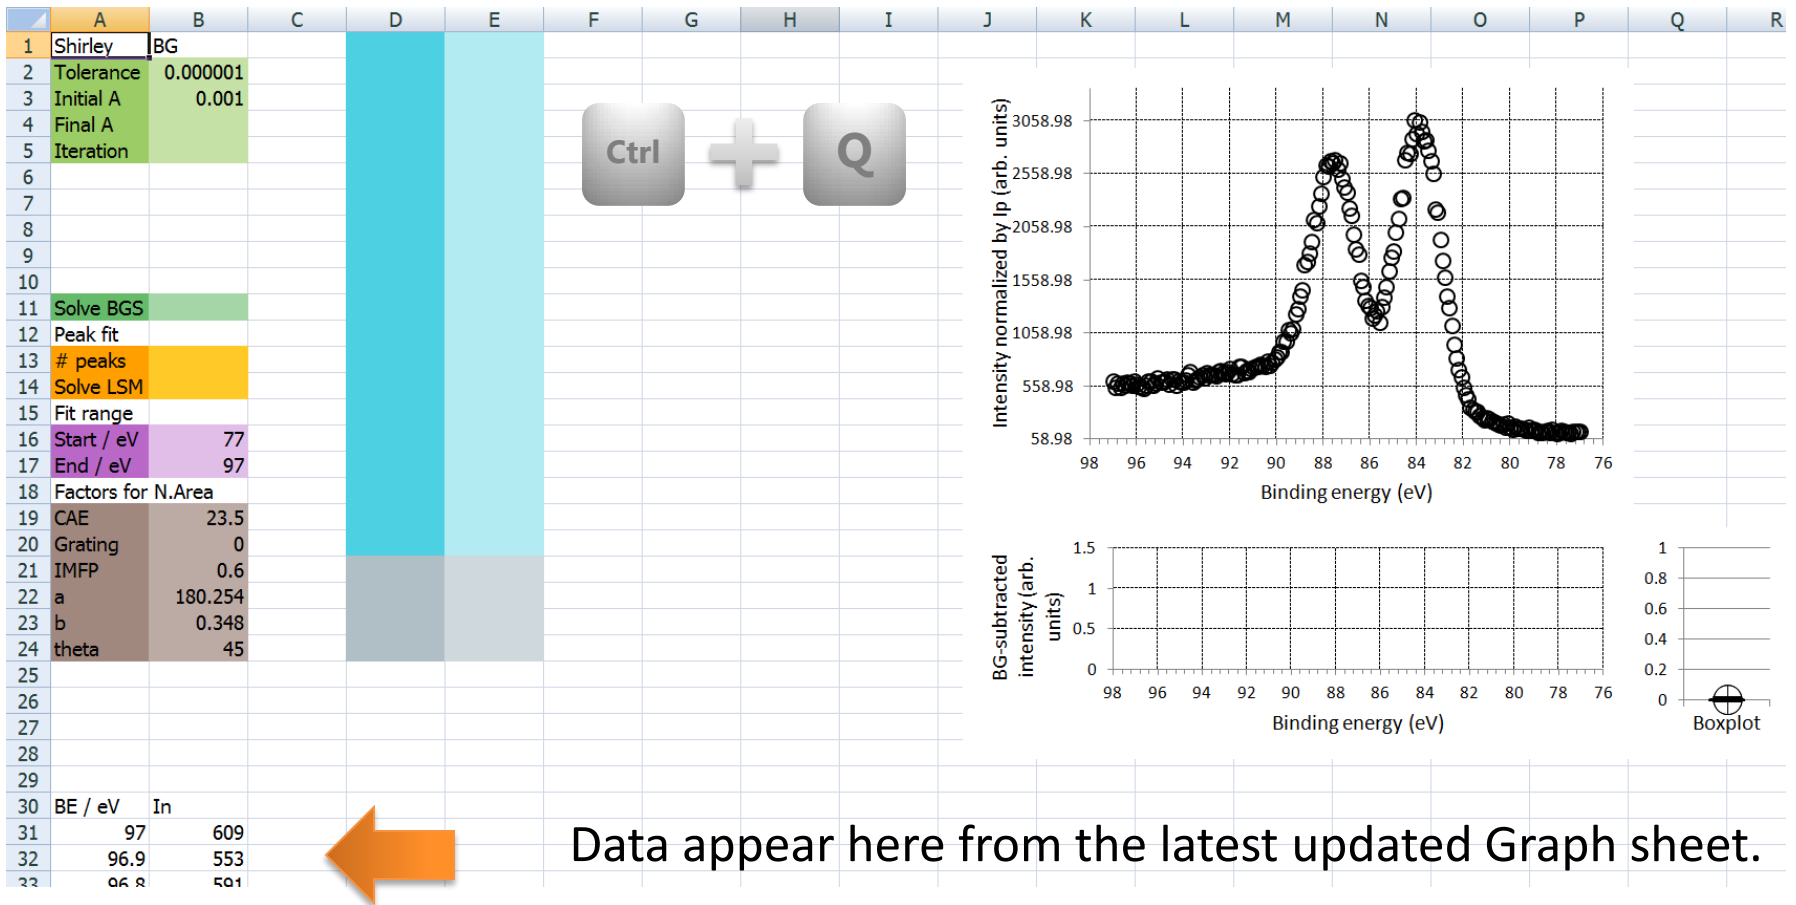 A B C D E F G H I J K L M N O P Q R
1 Shirley BG
2 Tolerance 0.000001
3 Initial A 0.001
4 Final A
5 Iteration
6
7
8
9
10
11 Solve BGS
12 Peak fit
13 # peaks
14 Solve LSM
15 Fit range
16 Start / eV 77
17 End / eV 97
18 Factors for N.Area
19 CAE 23.5
20 Grating 0
21 IMFP 0.6
22 a 180.254
23 b 0.348
24 theta 45
25
26
27
28
29
30 BE / eV In
31 97 609
32 96.9 553
33 96.8 591
Ctrl + Q
Intensity normalized by Ip (arb. units)
3058.98
2558.98
2058.98
1558.98
1058.98
558.98
58.98
98 96 94 92 90 88 86 84 82 80 78 76
Binding energy (eV)
BG-subtracted
intensity (arb.
units)
1.5
1
0.5
0
98 96 94 92 90 88 86 84 82 80 78 76
Binding energy (eV)
1
0.8
0.6
0.4
0.2
0
Boxplot
Data appear here from the latest updated Graph sheet.